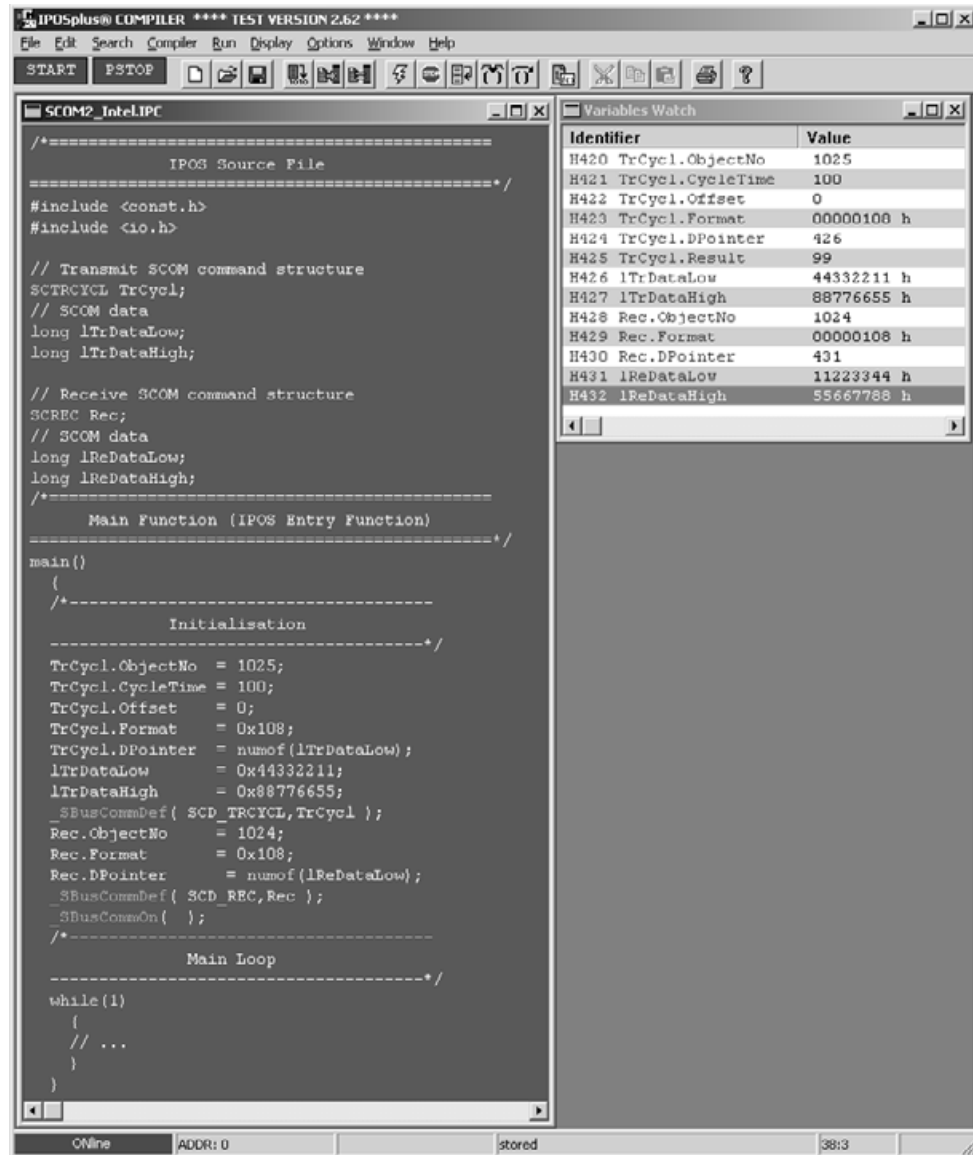 IPOSplus® COMPILER **** TEST VERSION 2.62 ****
File Edit Search Compiler Run Display Options Window Help
START PSTOP
SCOM2_Intel.IPC
/*=============================================
IPOS Source File
===============================================*/
#include <const.h>
#include <io.h>
// Transmit SCOM command structure
SCTRCYCL TrCycl;
// SCOM data
long lTrDataLow;
long lTrDataHigh;
// Receive SCOM command structure
SCREC Rec;
// SCOM data
long lReDataLow;
long lReDataHigh;
/*=============================================
Main Function (IPOS Entry Function)
===============================================*/
main()
{
/*-------------------------------------
Initialisation
--------------------------------------*/
TrCycl.ObjectNo = 1025;
TrCycl.CycleTime = 100;
TrCycl.Offset = 0;
TrCycl.Format = 0x108;
TrCycl.DPointer = numof(lTrDataLow);
lTrDataLow = 0x44332211;
lTrDataHigh = 0x88776655;
_SBusCommDef( SCD_TRCYCL,TrCycl );
Rec.ObjectNo = 1024;
Rec.Format = 0x108;
Rec.DPointer = numof(lReDataLow);
_SBusCommDef( SCD_REC,Rec );
_SBusCommOn( );
/*-------------------------------------
Main Loop
--------------------------------------*/
while(1)
{
// ...
}
}
Variables Watch
Identifier Value
H420 TrCycl.ObjectNo 1025
H421 TrCycl.CycleTime 100
H422 TrCycl.Offset 0
H423 TrCycl.Format 00000108 h
H424 TrCycl.DPointer 426
H425 TrCycl.Result 99
H426 lTrDataLow 44332211 h
H427 lTrDataHigh 88776655 h
H428 Rec.ObjectNo 1024
H429 Rec.Format 00000108 h
H430 Rec.DPointer 431
H431 lReDataLow 11223344 h
H432 lReDataHigh 55667788 h
ONline ADDR: 0 stored 38:3